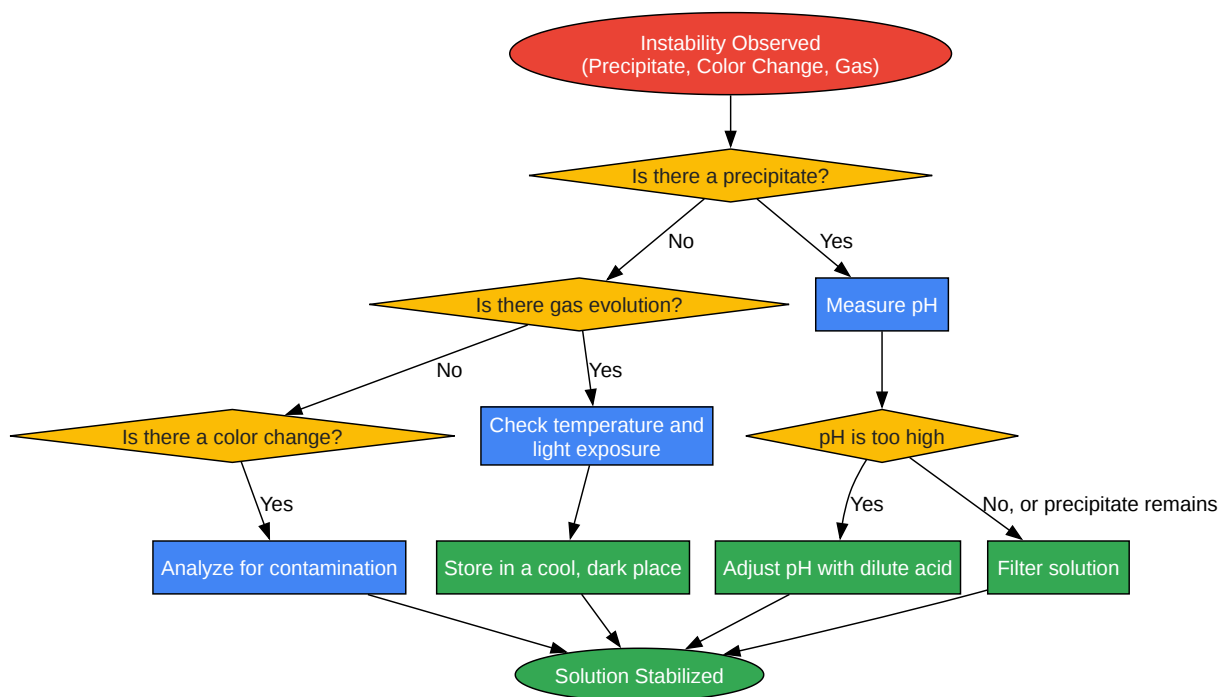 Instability Observed
(Precipitate, Color Change, Gas)
Is there a precipitate?
No
Yes
Is there gas evolution?
Measure pH
No
Yes
Is there a color change?
Check temperature and
light exposure
pH is too high
Yes
Yes
No, or precipitate remains
Analyze for contamination
Store in a cool, dark place
Adjust pH with dilute acid
Filter solution
Solution Stabilized